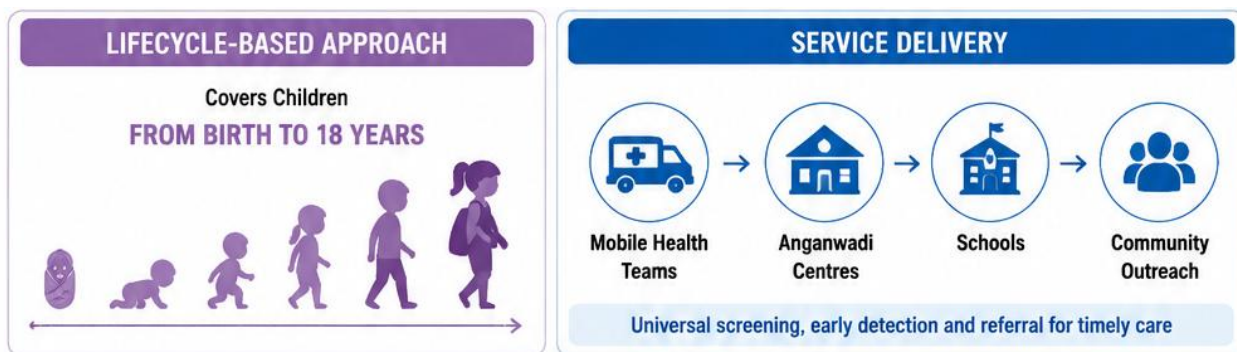 LIFECYCLE-BASED APPROACH
Covers Children
FROM BIRTH TO 18 YEARS
SERVICE DELIVERY
Mobile Health
Teams
Anganwadi
Centres
Schools
Community
Outreach
Universal screening, early detection and referral for timely care